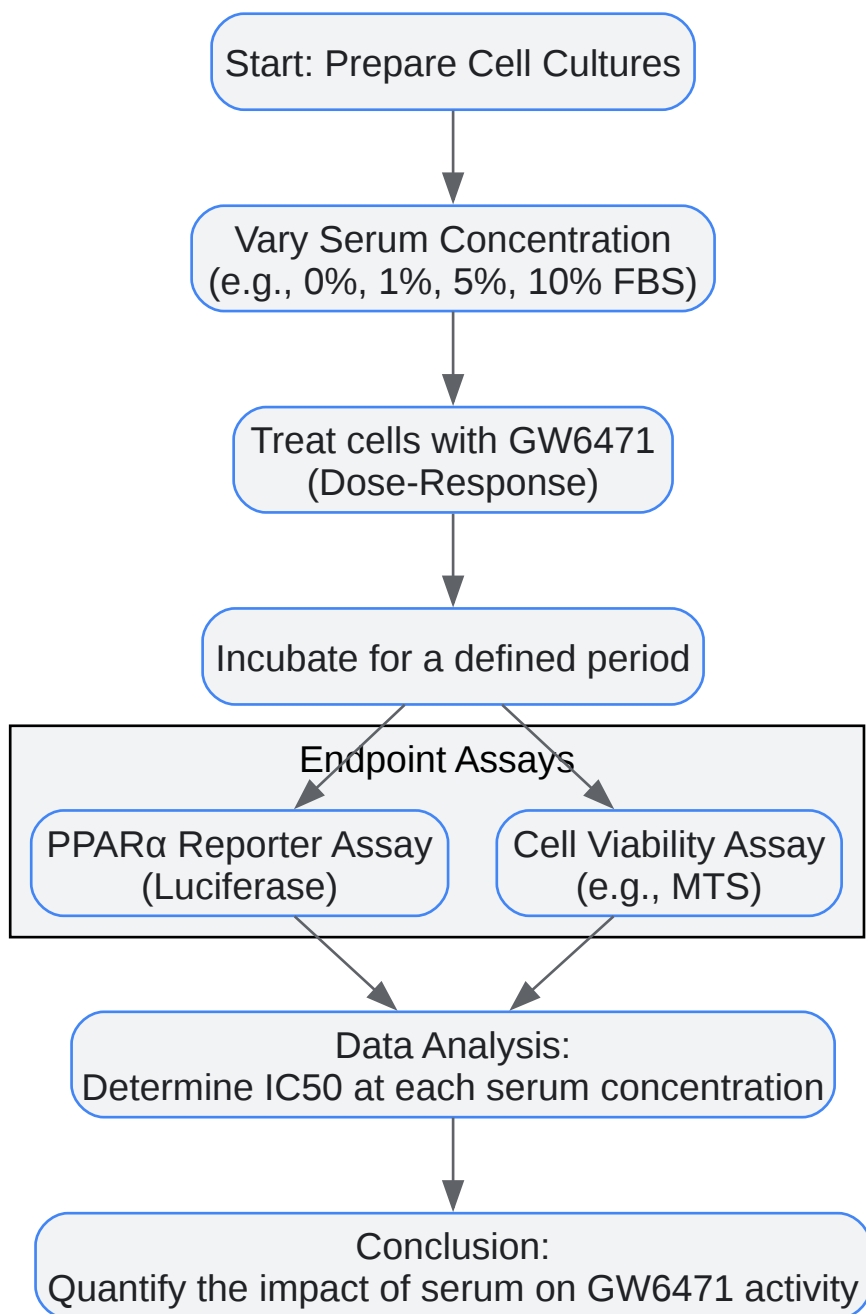 Start: Prepare Cell Cultures
Vary Serum Concentration
(e.g., 0%, 1%, 5%, 10% FBS)
Treat cells with GW6471
(Dose-Response)
Incubate for a defined period
Endpoint Assays
PPARα Reporter Assay
(Luciferase)
Cell Viability Assay
(e.g., MTS)
Data Analysis:
Determine IC50 at each serum concentration
Conclusion:
Quantify the impact of serum on GW6471 activity